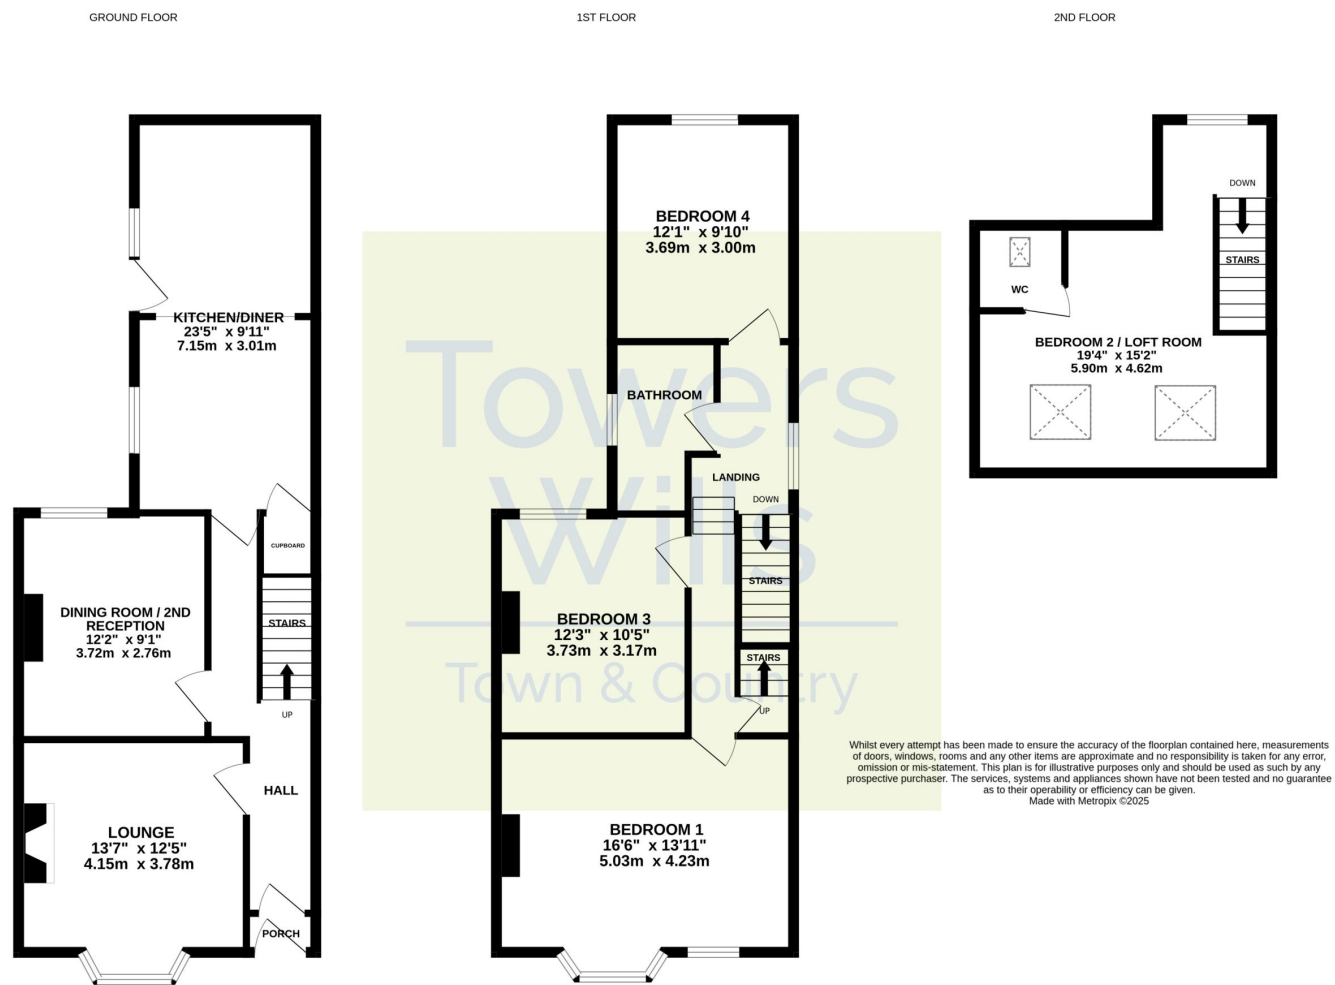 GROUND FLOOR
KITCHEN/DINER
23'5" x 9'11"
7.15m x 3.01m
CUPBOARD
DINING ROOM / 2ND
RECEPTION
12'2" x 9'1"
3.72m x 2.76m
STAIRS
UP
HALL
LOUNGE
13'7" x 12'5"
4.15m x 3.78m
PORCH
1ST FLOOR
BEDROOM 4
12'1" x 9'10"
3.69m x 3.00m
BATHROOM
LANDING
DOWN
STAIRS
BEDROOM 3
12'3" x 10'5"
3.73m x 3.17m
STAIRS
UP
BEDROOM 1
16'6" x 13'11"
5.03m x 4.23m
Towers
Wills
Town & Country
2ND FLOOR
DOWN
STAIRS
WC
BEDROOM 2 / LOFT ROOM
19'4" x 15'2"
5.90m x 4.62m
Whilst every attempt has been made to ensure the accuracy of the floorplan contained here, measurements
of doors, windows, rooms and any other items are approximate and no responsibility is taken for any error,
omission or mis-statement. This plan is for illustrative purposes only and should be used as such by any
prospective purchaser. The services, systems and appliances shown have not been tested and no guarantee
as to their operability or efficiency can be given.
Made with Metropix ©2025